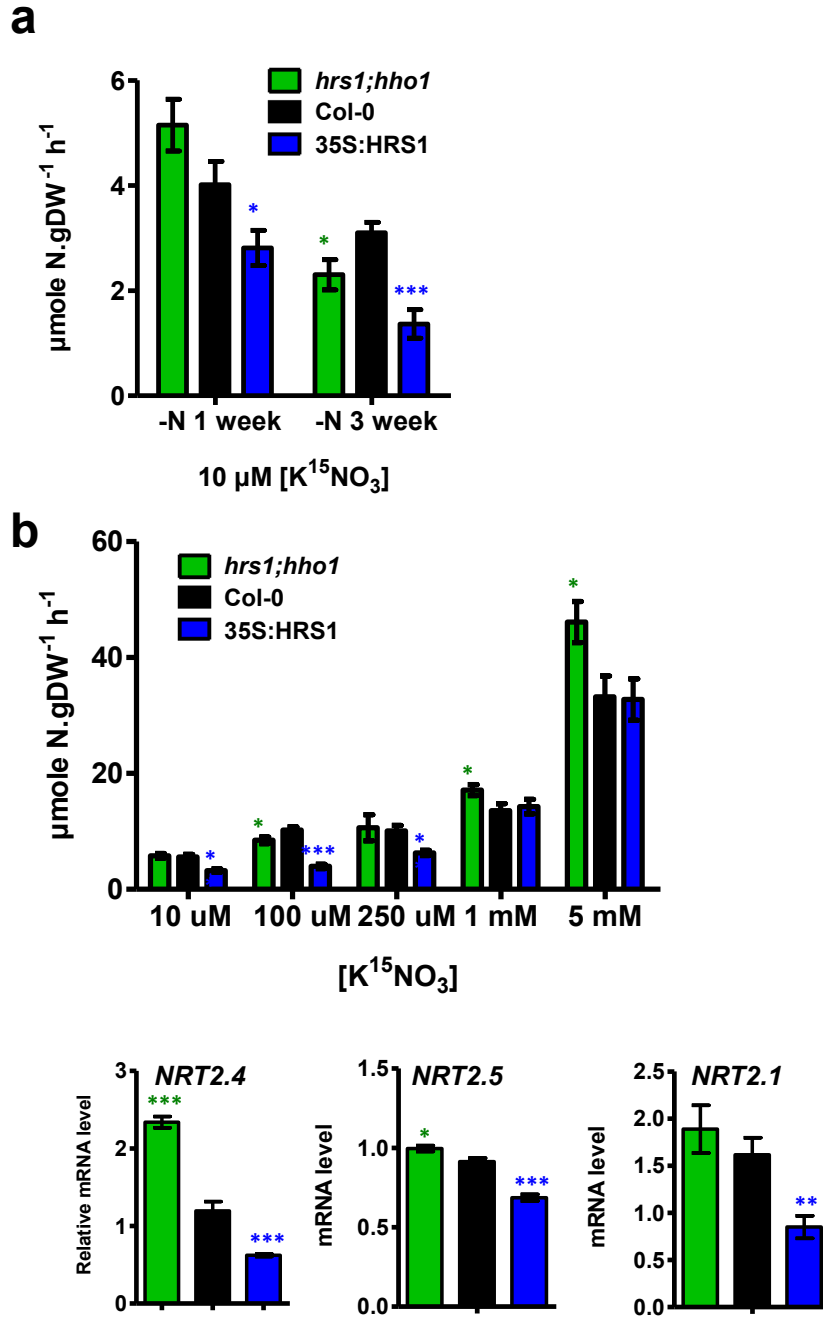 a
µmole N.gDW⁻¹ h⁻¹
6
4
2
0
hrs1;hho1
Col-0
35S:HRS1
*
*
***
-N 1 week
-N 3 week
10 µM [K¹⁵NO₃]
b
µmole N.gDW⁻¹ h⁻¹
60
40
20
0
hrs1;hho1
Col-0
35S:HRS1
*
*
***
*
*
*
10 uM
100 uM
250 uM
1 mM
5 mM
[K¹⁵NO₃]
NRT2.4
Relative mRNA level
3
2
1
0
***
***
NRT2.5
mRNA level
1.5
1.0
0.5
0.0
*
***
NRT2.1
mRNA level
2.5
2.0
1.5
1.0
0.5
0.0
**